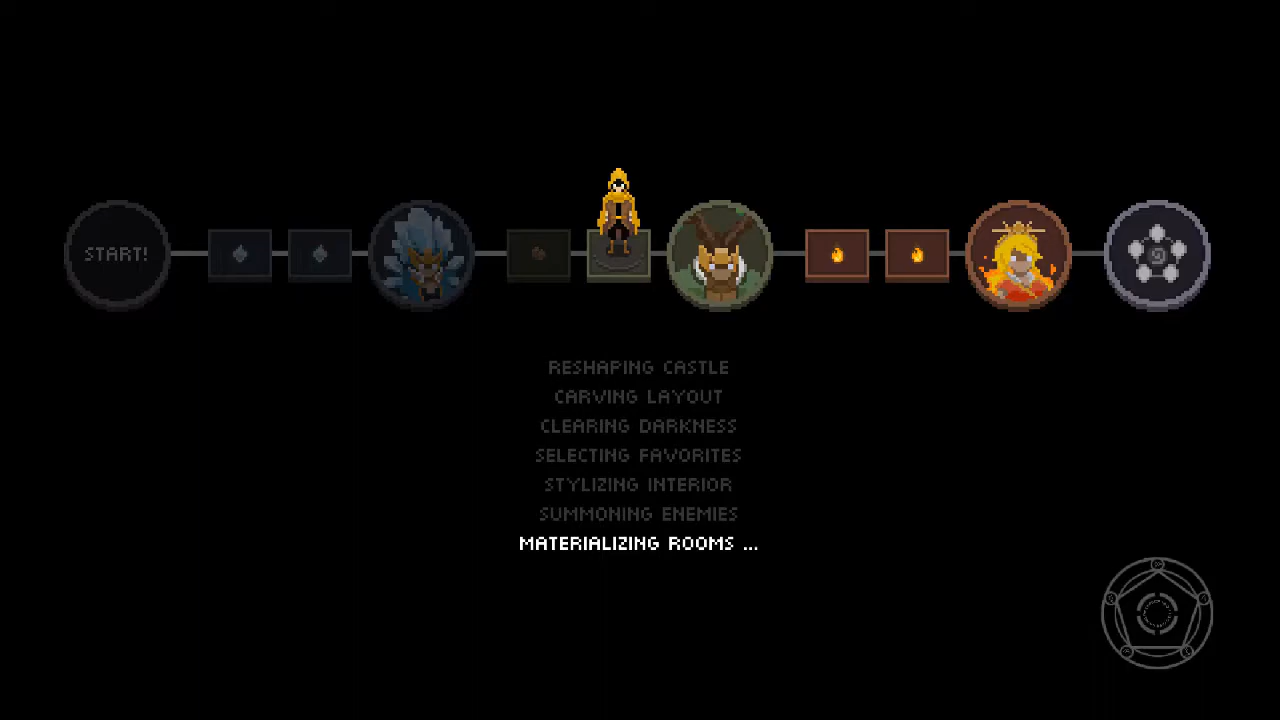 START!
RESHAPING CASTLE
CARVING LAYOUT
CLEARING DARKNESS
SELECTING FAVORITES
STYLIZING INTERIOR
SUMMONING ENEMIES
MATERIALIZING ROOMS ...